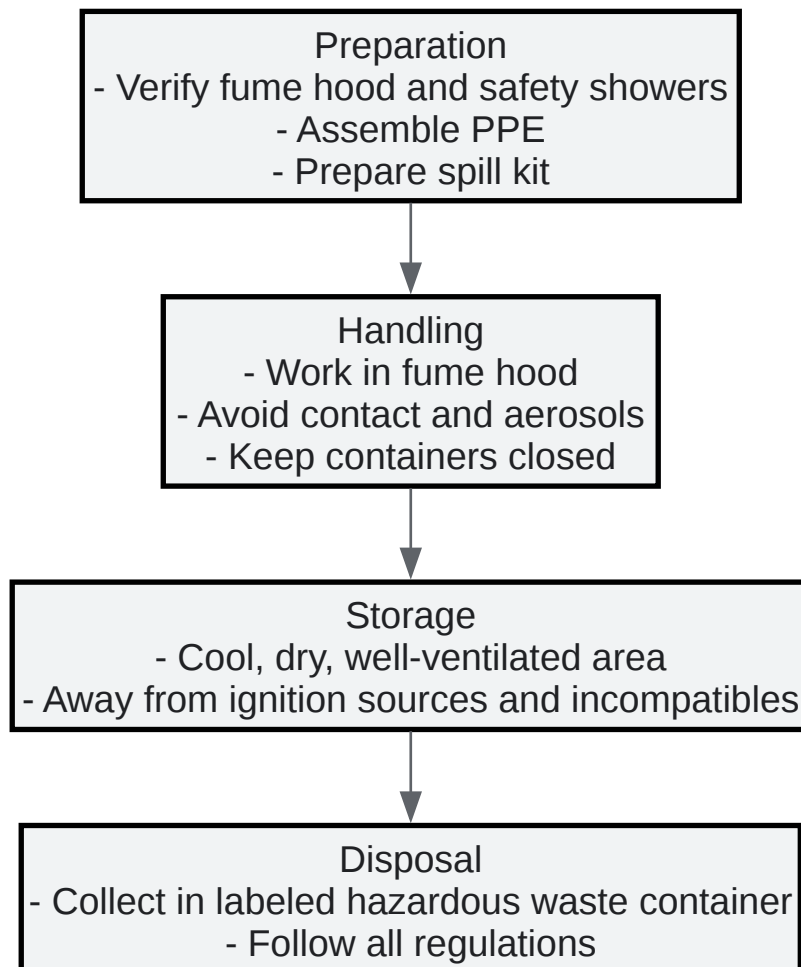 Preparation
- Verify fume hood and safety showers
- Assemble PPE
- Prepare spill kit
Handling
- Work in fume hood
- Avoid contact and aerosols
- Keep containers closed
Storage
- Cool, dry, well-ventilated area
- Away from ignition sources and incompatibles
Disposal
- Collect in labeled hazardous waste container
- Follow all regulations